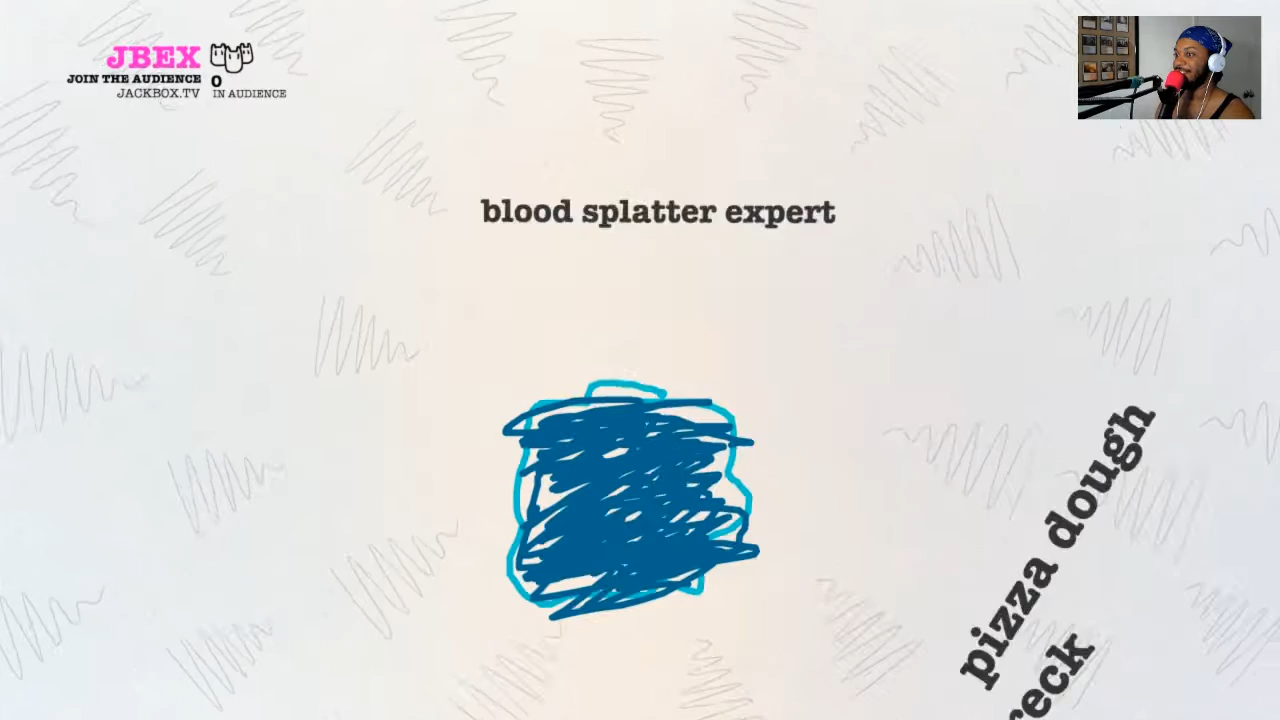 JBEX
JOIN THE AUDIENCE
JACKBOX.TV
0
IN AUDIENCE
blood splatter expert
pizza dough